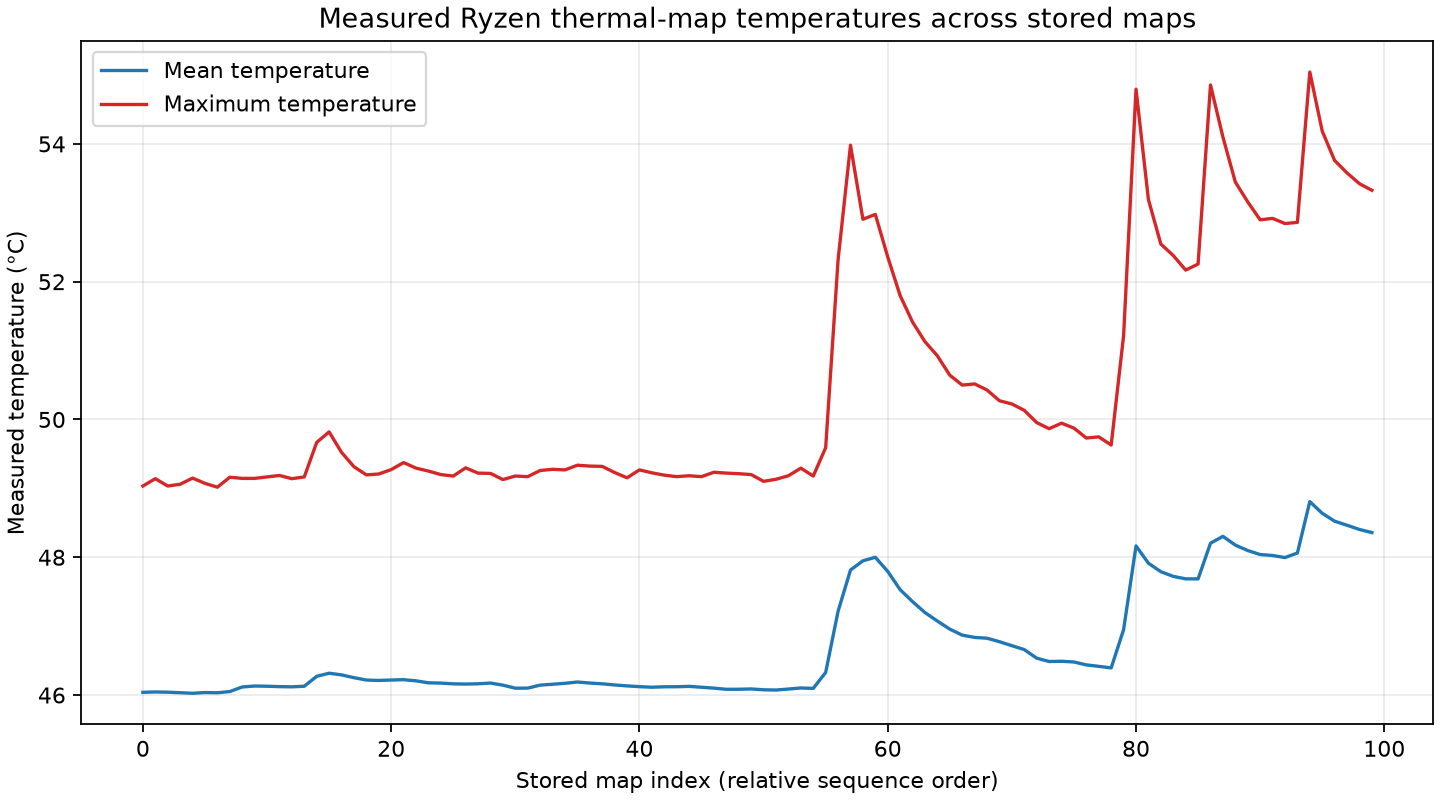 Measured Ryzen thermal-map temperatures across stored maps
Mean temperature
Maximum temperature
Measured temperature (°C)
54
52
50
48
46
0 20 40 60 80 100
Stored map index (relative sequence order)